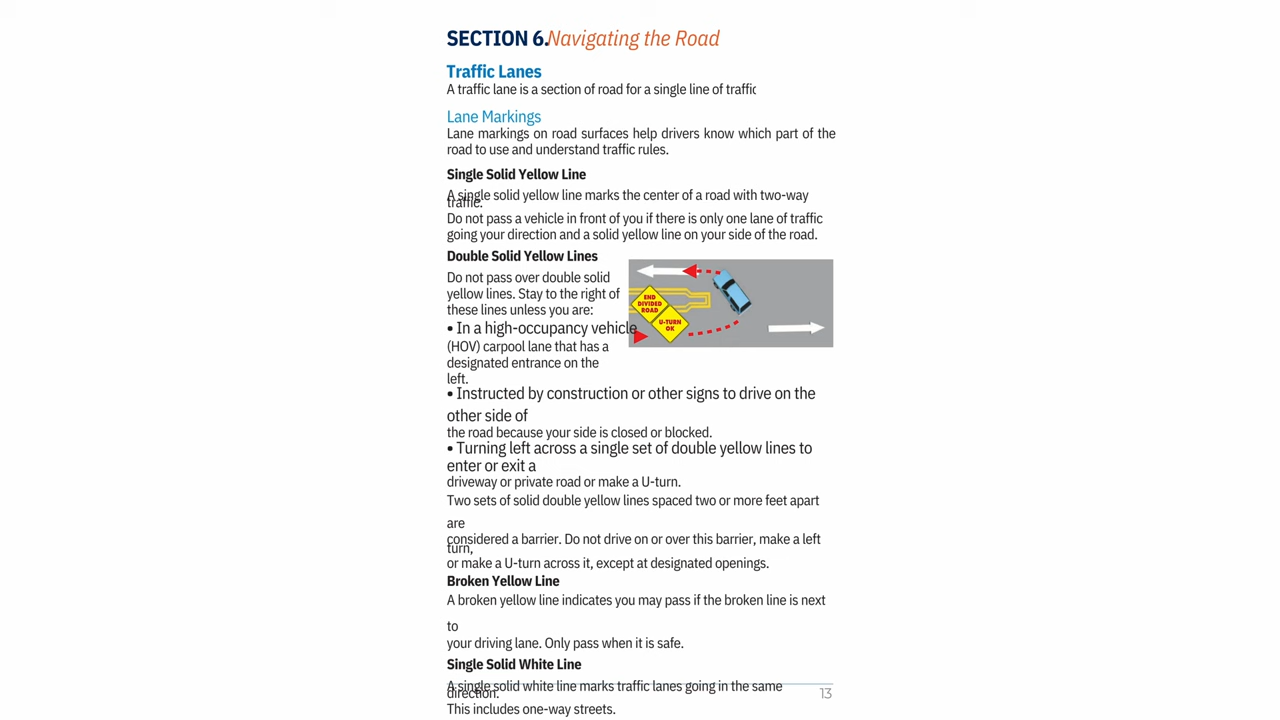 SECTION 6.Navigating the Road
Traffic Lanes
A traffic lane is a section of road for a single line of traffic
Lane Markings
Lane markings on road surfaces help drivers know which part of the
road to use and understand traffic rules.
Single Solid Yellow Line
A single solid yellow line marks the center of a road with two-way
traffic.
Do not pass a vehicle in front of you if there is only one lane of traffic
going your direction and a solid yellow line on your side of the road.
Double Solid Yellow Lines
Do not pass over double solid
yellow lines. Stay to the right of
these lines unless you are:
• In a high-occupancy vehicle
(HOV) carpool lane that has a
designated entrance on the
left.
END
DIVIDED
ROAD
U-TURN
OK
• Instructed by construction or other signs to drive on the
other side of
the road because your side is closed or blocked.
• Turning left across a single set of double yellow lines to
enter or exit a
driveway or private road or make a U-turn.
Two sets of solid double yellow lines spaced two or more feet apart
are
considered a barrier. Do not drive on or over this barrier, make a left
turn,
or make a U-turn across it, except at designated openings.
Broken Yellow Line
A broken yellow line indicates you may pass if the broken line is next
to
your driving lane. Only pass when it is safe.
Single Solid White Line
A single solid white line marks traffic lanes going in the same
direction.
This includes one-way streets.
13